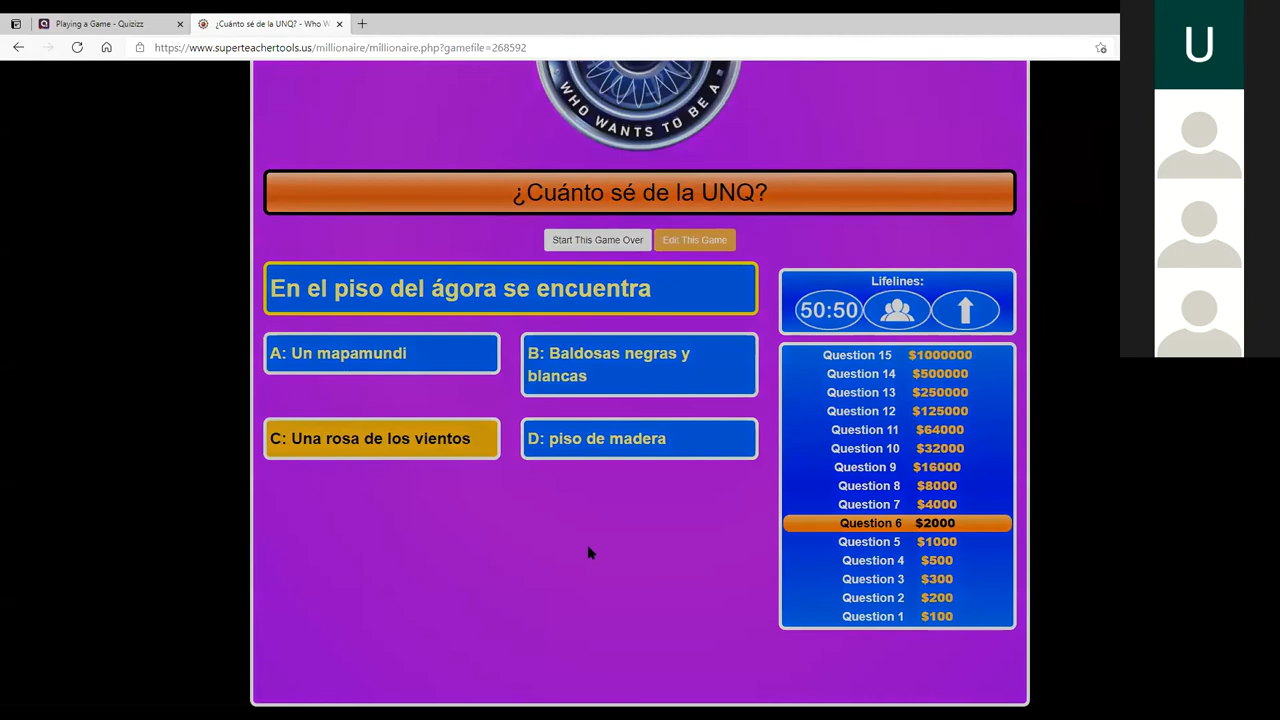 Playing a Game - Quizizz
¿Cuánto sé de la UNQ? - Who W
https://www.superteachertools.us/millionaire/millionaire.php?gamefile=268592
WHO WANTS TO BE A
¿Cuánto sé de la UNQ?
Start This Game Over
Edit This Game
En el piso del ágora se encuentra
A: Un mapamundi
B: Baldosas negras y
blancas
C: Una rosa de los vientos
D: piso de madera
Lifelines:
50:50
Question 15 $1000000
Question 14 $500000
Question 13 $250000
Question 12 $125000
Question 11 $64000
Question 10 $32000
Question 9 $16000
Question 8 $8000
Question 7 $4000
Question 6 $2000
Question 5 $1000
Question 4 $500
Question 3 $300
Question 2 $200
Question 1 $100
U